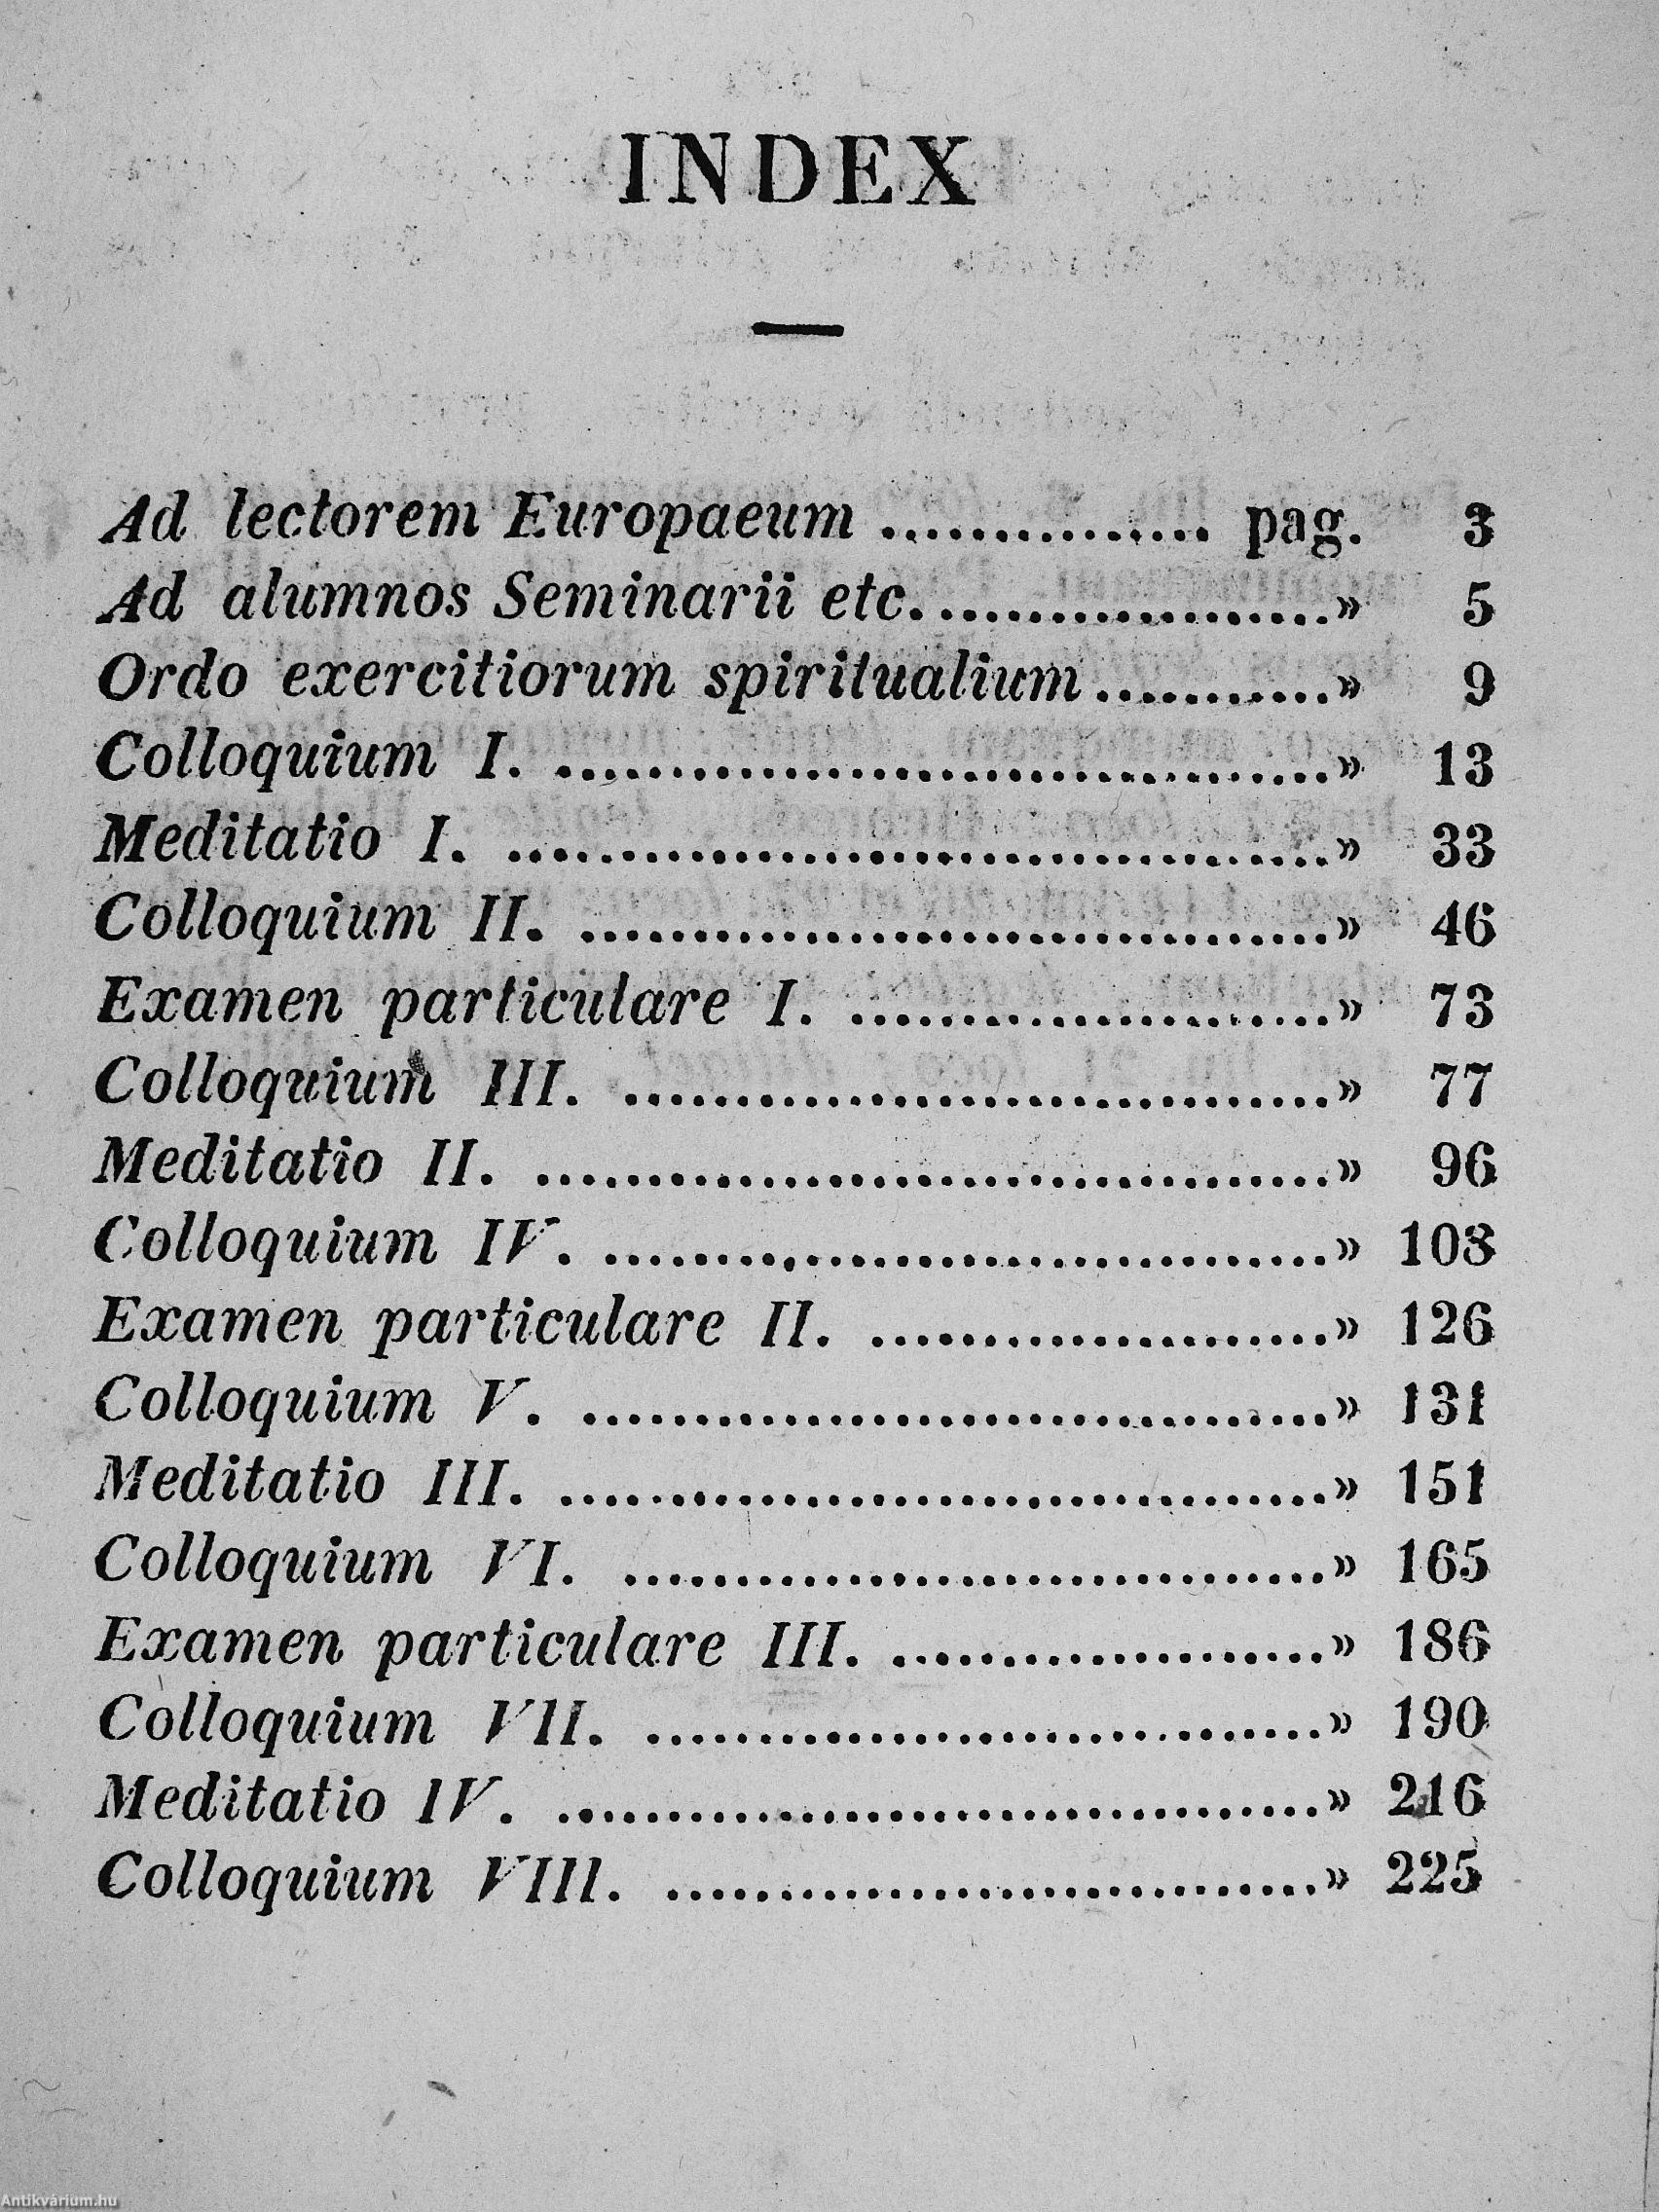 INDEX
Ad lectorem Europaeum ............... pag. 3
Ad alumnos Seminarii etc. .................. » 5
Ordo exercitiorum spiritualium ........... » 9
Colloquium I. ................................... » 13
Meditatio I. ..................................... » 33
Colloquium II. .................................. » 46
Examen particulare I. ...................... » 73
Colloquium III. ................................ » 77
Meditatio II. .................................... » 96
Colloquium IV. ................................. » 103
Examen particulare II. ..................... » 126
Colloquium V. .................................. » 131
Meditatio III. ................................... » 151
Colloquium VI. ................................ » 165
Examen particulare III. .................... » 186
Colloquium VII. ............................... » 190
Meditatio IV. ................................... » 216
Colloquium VIII. .............................. » 225
Antikvárium.hu